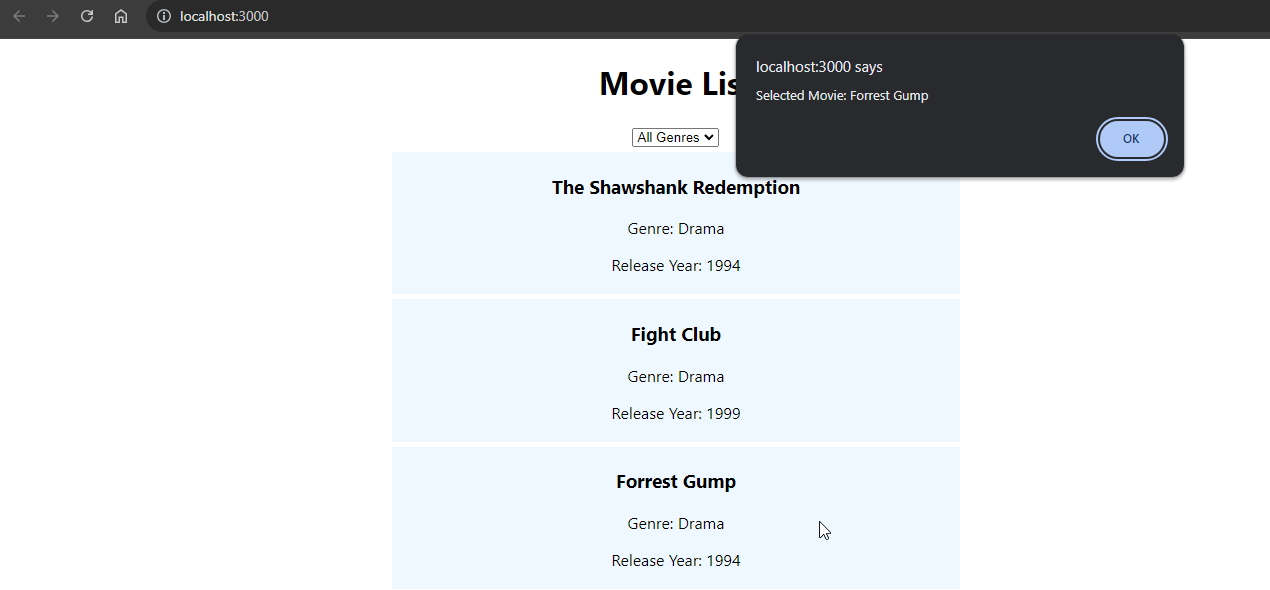 localhost:3000
localhost:3000 says
Selected Movie: Forrest Gump
OK
Movie Lis
All Genres
The Shawshank Redemption
Genre: Drama
Release Year: 1994
Fight Club
Genre: Drama
Release Year: 1999
Forrest Gump
Genre: Drama
Release Year: 1994